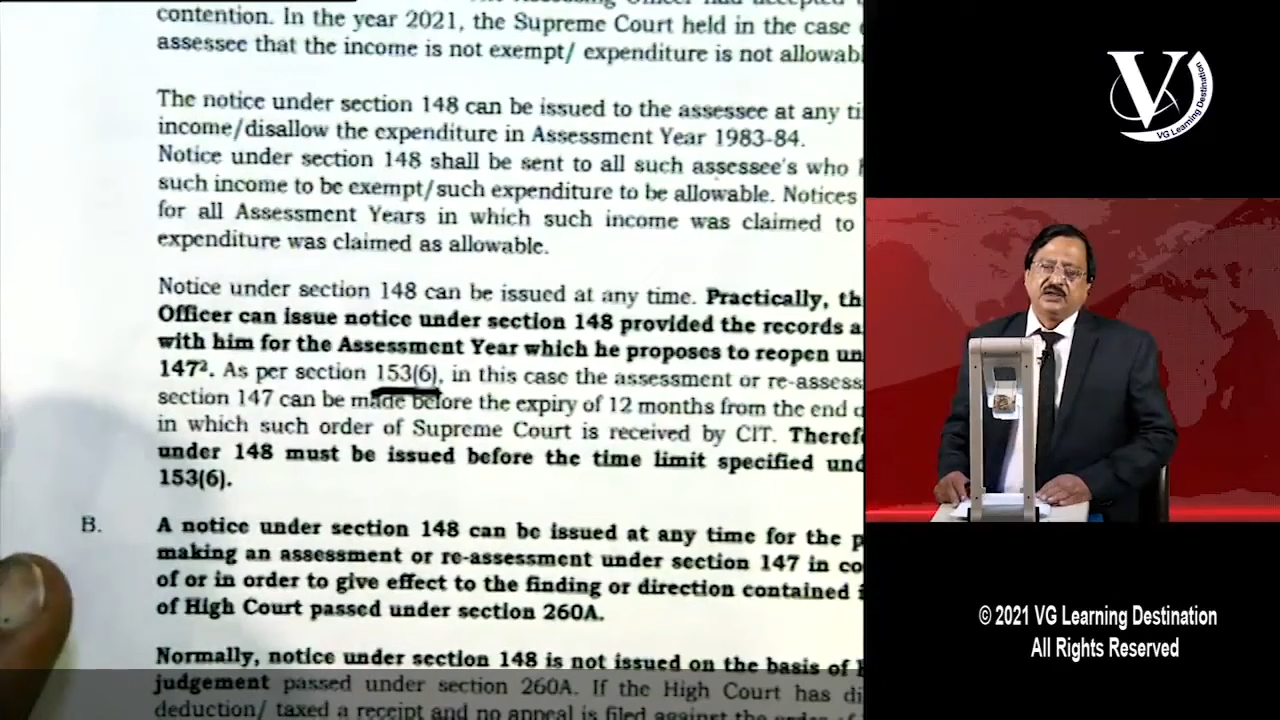 contention. In the year 2021, the Supreme Court held in the case
assessee that the income is not exempt/ expenditure is not allowabl
The notice under section 148 can be issued to the assessee at any ti
income/disallow the expenditure in Assessment Year 1983-84.
Notice under section 148 shall be sent to all such assessee's who
such income to be exempt/such expenditure to be allowable. Notices
for all Assessment Years in which such income was claimed to
expenditure was claimed as allowable.
Notice under section 148 can be issued at any time. Practically, th
Officer can issue notice under section 148 provided the records a
with him for the Assessment Year which he proposes to reopen un
147². As per section 153(6), in this case the assessment or re-assess
section 147 can be made before the expiry of 12 months from the end
in which such order of Supreme Court is received by CIT. Theref
under 148 must be issued before the time limit specified und
153(6).
B. A notice under section 148 can be issued at any time for the p
making an assessment or re-assessment under section 147 in co
of or in order to give effect to the finding or direction contained
of High Court passed under section 260A.
Normally, notice under section 148 is not issued on the basis of
judgement passed under section 260A. If the High Court has di
deduction/ taxed a receipt and no appeal is filed against the
V
VG Learning Destination
© 2021 VG Learning Destination
All Rights Reserved